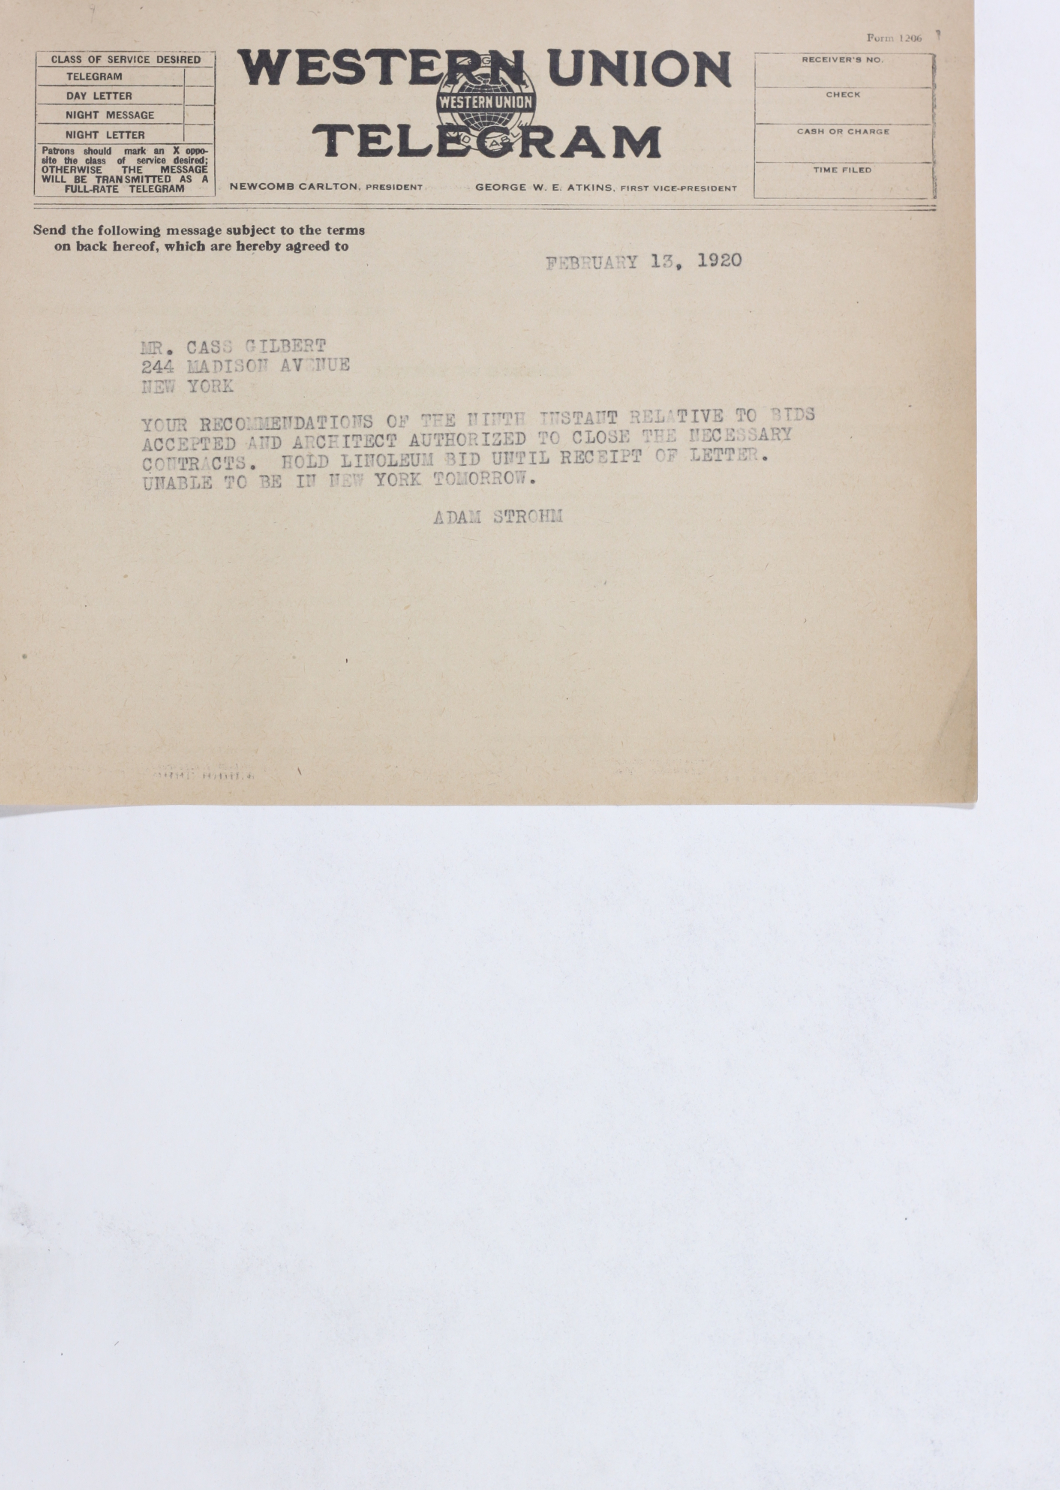 Form 1206
CLASS OF SERVICE DESIRED
TELEGRAM
DAY LETTER
NIGHT MESSAGE
NIGHT LETTER
Patrons should mark an X oppo-
site the class of service desired;
OTHERWISE THE MESSAGE
WILL BE TRANSMITTED AS A
FULL-RATE TELEGRAM
WESTERN UNION
WESTERN UNION
TELEGRAM
NEWCOMB CARLTON, PRESIDENT GEORGE W. E. ATKINS, FIRST VICE-PRESIDENT
RECEIVER'S NO.
CHECK
CASH OR CHARGE
TIME FILED
Send the following message subject to the terms
on back hereof, which are hereby agreed to
FEBRUARY 13, 1920
MR. CASS GILBERT
244 MADISON AVENUE
NEW YORK
YOUR RECOMMENDATIONS OF THE NINTH INSTANT RELATIVE TO BIDS
ACCEPTED AND ARCHITECT AUTHORIZED TO CLOSE THE NECESSARY
CONTRACTS. HOLD LINOLEUM BID UNTIL RECEIPT OF LETTER.
UNABLE TO BE IN NEW YORK TOMORROW.
ADAM STROHM